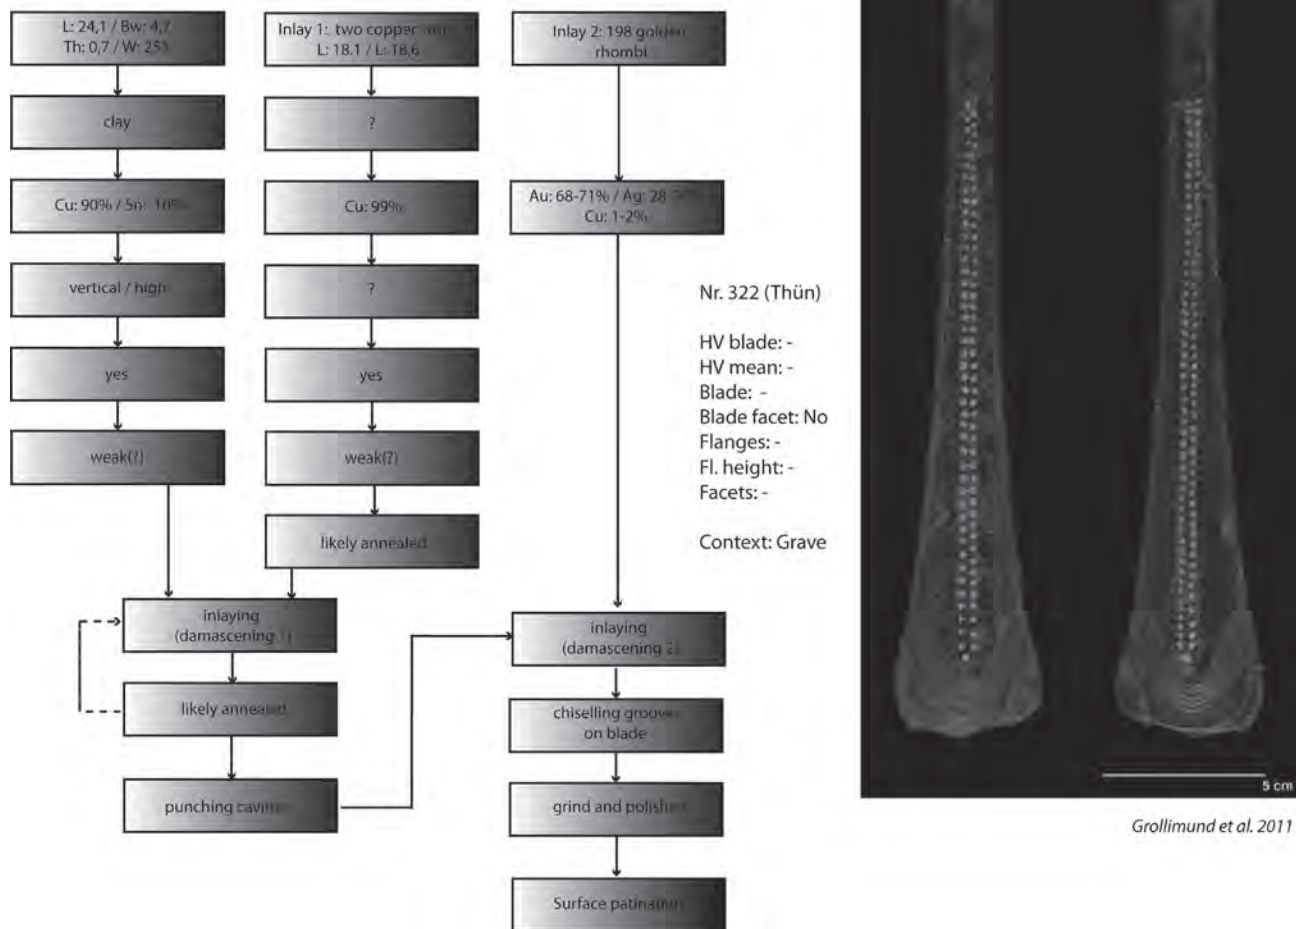 L: 24,1 / Bw: 4,7
Th: 0,7 / W: 251
clay
Cu: 90% / Sn: 10%
vertical / high
yes
weak(?)
Inlay 1: two copper
L: 18.1 / L: 18,6
?
Cu: 99%
?
yes
weak(?)
likely annealed
Inlay 2: 198 golden
rhombi
Au: 68-71% / Ag:
Cu: 1-2%
inlaying
(damascening 1)
likely annealed
punching cavities
inlaying
(damascening 2)
chiselling grooves
on blade
grind and polished
Surface patination
Nr. 322 (Thün)
HV blade: -
HV mean: -
Blade: -
Blade facet: No
Flanges: -
Fl. height: -
Facets: -
Context: Grave
5 cm
Grollimund et al. 2011